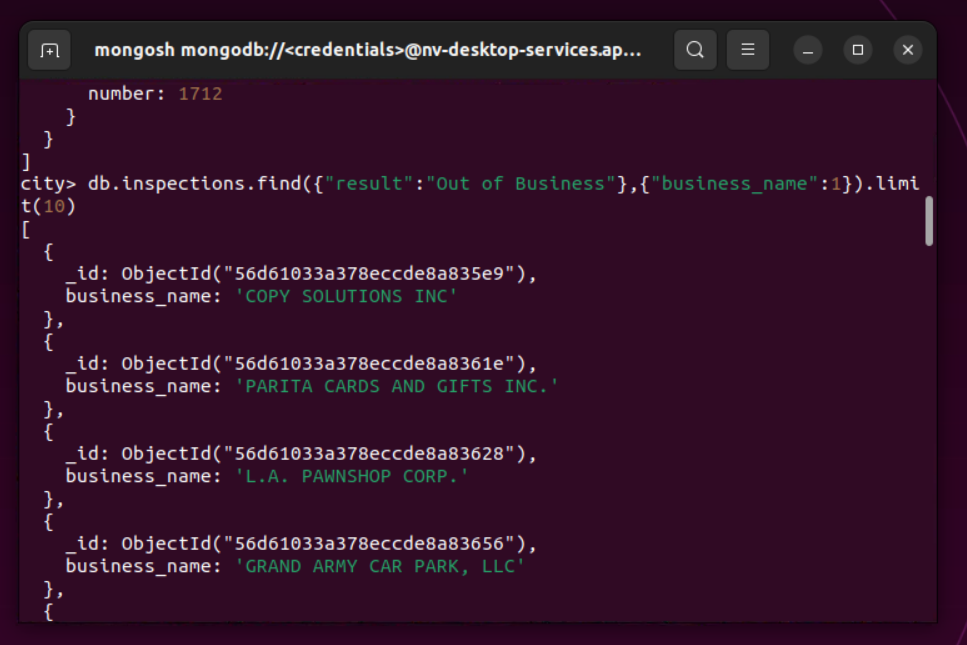 mongosh mongodb://<credentials>@nv-desktop-services.ap...
number: 1712
}
}
]
city> db.inspections.find({"result":"Out of Business"},{"business_name":1}).limi
t(10)
[
{
_id: ObjectId("56d61033a378eccde8a835e9"),
business_name: 'COPY SOLUTIONS INC'
},
{
_id: ObjectId("56d61033a378eccde8a8361e"),
business_name: 'PARITA CARDS AND GIFTS INC.'
},
{
_id: ObjectId("56d61033a378eccde8a83628"),
business_name: 'L.A. PAWNSHOP CORP.'
},
{
_id: ObjectId("56d61033a378eccde8a83656"),
business_name: 'GRAND ARMY CAR PARK, LLC'
},
{